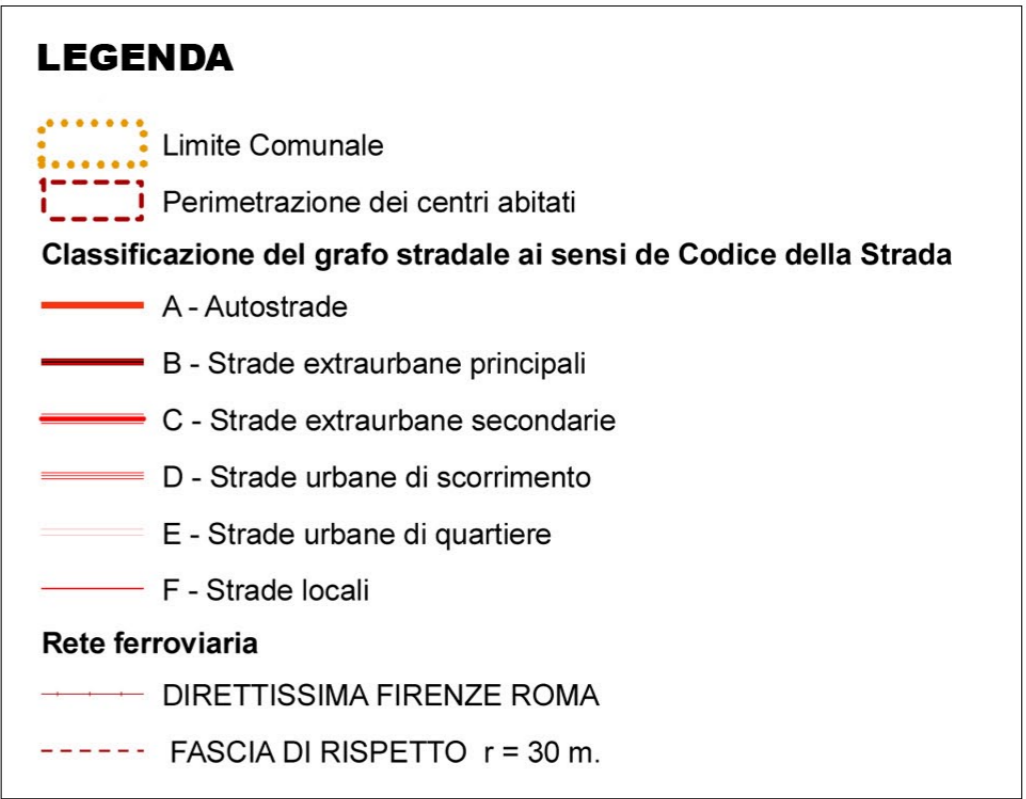 LEGENDA
Limite Comunale
Perimetrazione dei centri abitati
Classificazione del grafo stradale ai sensi de Codice della Strada
A - Autostrade
B - Strade extraurbane principali
C - Strade extraurbane secondarie
D - Strade urbane di scorrimento
E - Strade urbane di quartiere
F - Strade locali
Rete ferroviaria
DIRETTISSIMA FIRENZE ROMA
FASCIA DI RISPETTO r = 30 m.